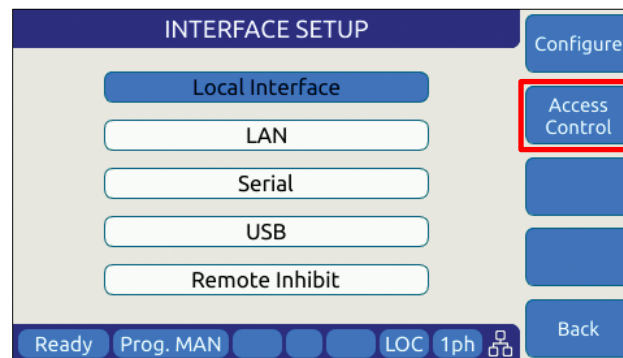 INTERFACE SETUP
Configure
Local Interface
Access
Control
LAN
Serial
USB
Remote Inhibit
Back
Ready Prog. MAN LOC 1ph